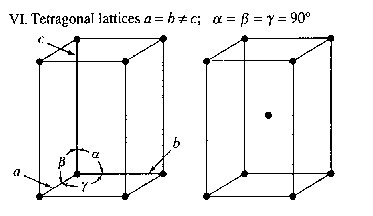 VI. Tetragonal lattices a = b ≠ c; α = β = γ = 90°
c
b
β
α
a
γ